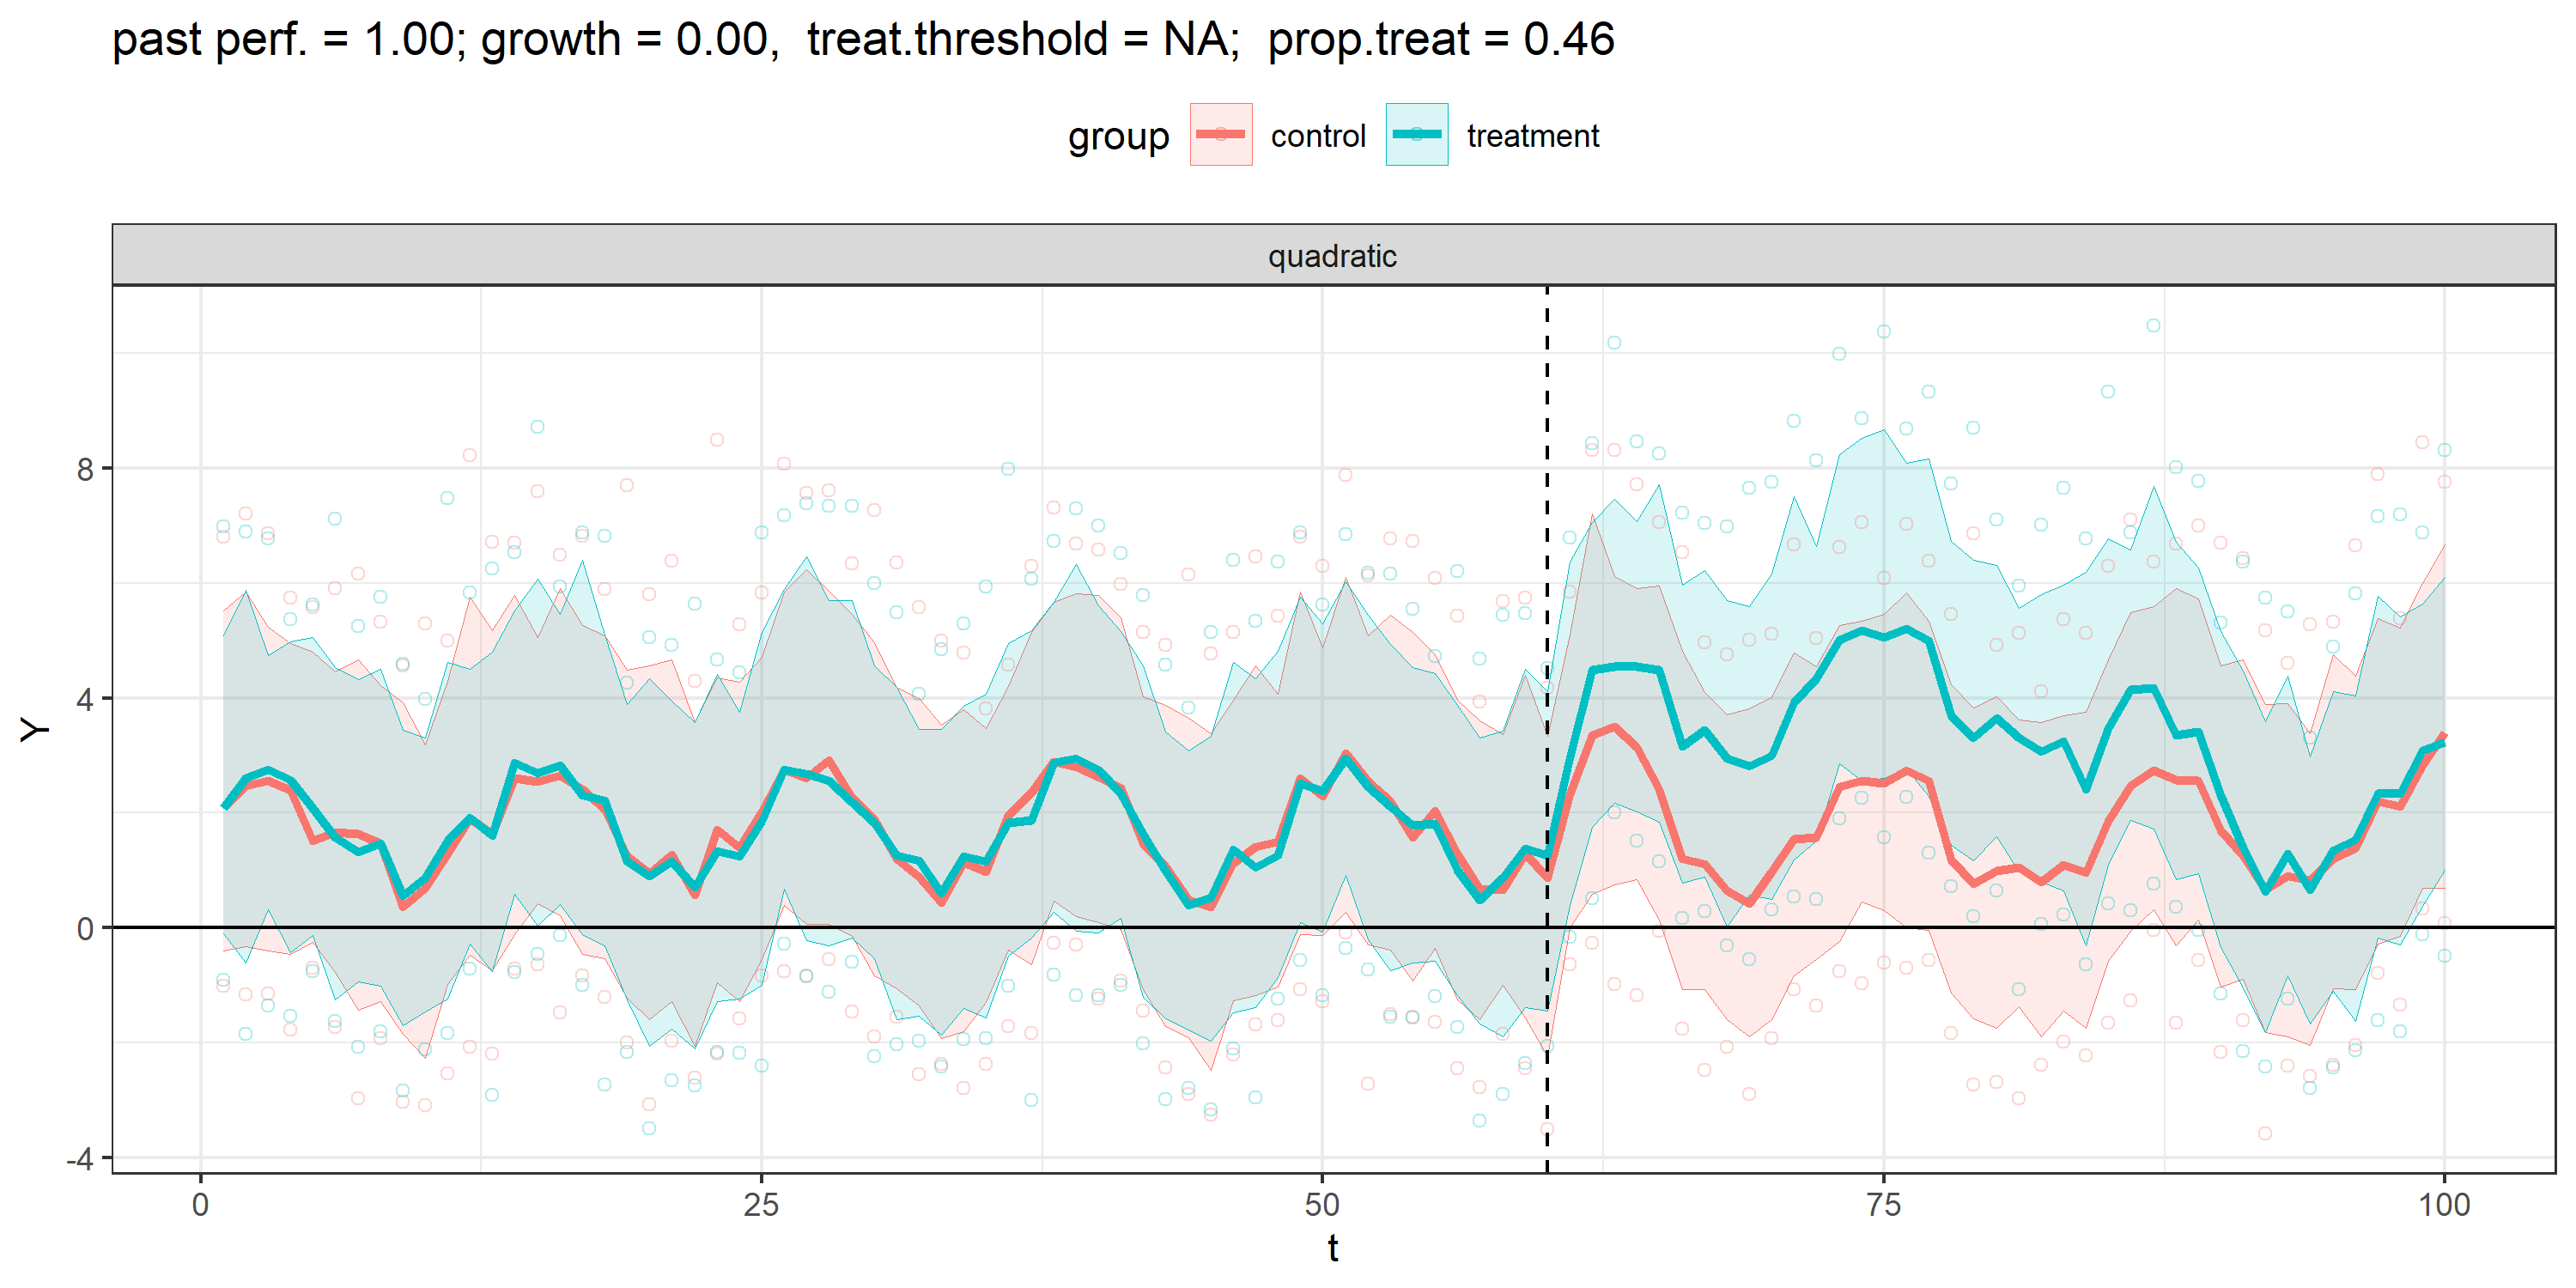 past perf. = 1.00; growth = 0.00,  treat.threshold = NA;  prop.treat = 0.46
group control treatment
quadratic
Y
8
4
0
-4
0 25 50 75 100
t